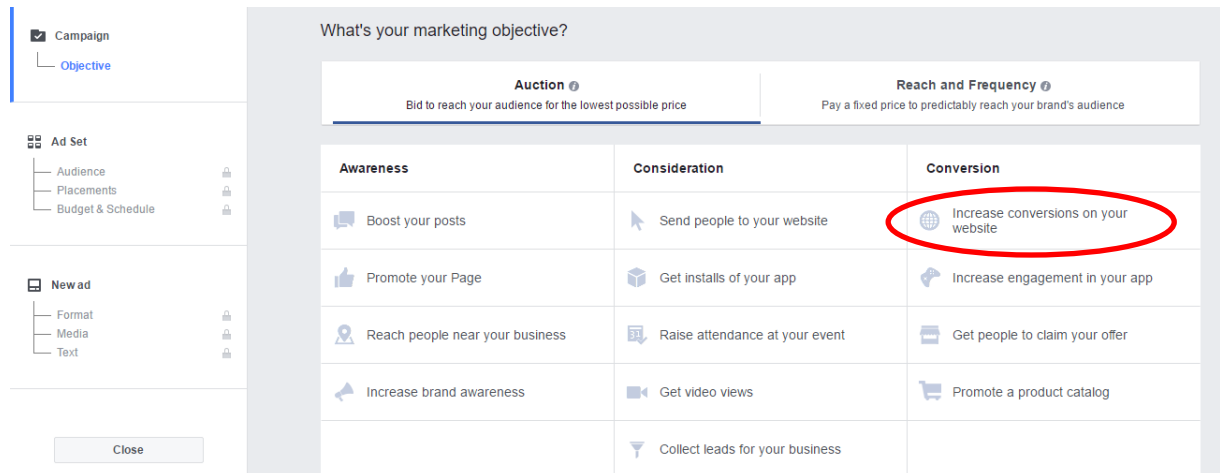 Campaign
Objective
Ad Set
Audience
Placements
Budget & Schedule
New ad
Format
Media
Text
Close
What's your marketing objective?
Auction
Bid to reach your audience for the lowest possible price
Reach and Frequency
Pay a fixed price to predictably reach your brand's audience
Awareness
Boost your posts
Promote your Page
Reach people near your business
Increase brand awareness
Consideration
Send people to your website
Get installs of your app
31
Raise attendance at your event
Get video views
Collect leads for your business
Conversion
Increase conversions on your
website
Increase engagement in your app
Get people to claim your offer
Promote a product catalog